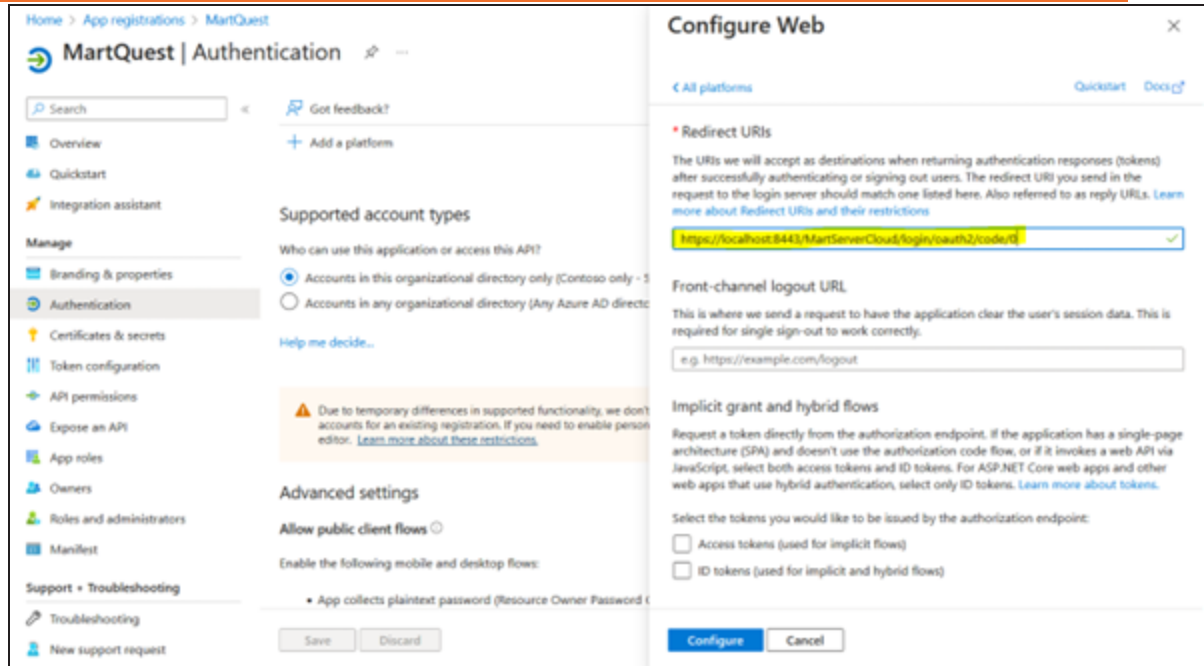 Home > App registrations > MartQuest
MartQuest | Authentication
Search
Got feedback?
Overview
Add a platform
Quickstart
Integration assistant
Supported account types
Manage
Who can use this application or access this API?
Branding & properties
Accounts in this organizational directory only (Contoso only -
Authentication
Accounts in any organizational directory (Any Azure AD directo
Certificates & secrets
Help me decide...
Token configuration
API permissions
Due to temporary differences in supported functionality, we don't
Expose an API
accounts for an existing registration. If you need to enable person
editor. Learn more about these restrictions.
App roles
Owners
Advanced settings
Roles and administrators
Allow public client flows
Manifest
Enable the following mobile and desktop flows:
Support + Troubleshooting
• App collects plaintext password (Resource Owner Password
Troubleshooting
Save Discard
New support request
Configure Web
All platforms
Quickstart Docs
* Redirect URIs
The URIs we will accept as destinations when returning authentication responses (tokens)
after successfully authenticating or signing out users. The redirect URI you send in the
request to the login server should match one listed here. Also referred to as reply URLs. Learn
more about Redirect URIs and their restrictions
https://localhost:8443/MartServerCloud/login/oauth2/code/0
Front-channel logout URL
This is where we send a request to have the application clear the user's session data. This is
required for single sign-out to work correctly.
e.g. https://example.com/logout
Implicit grant and hybrid flows
Request a token directly from the authorization endpoint. If the application has a single-page
architecture (SPA) and doesn't use the authorization code flow, or if it invokes a web API via
JavaScript, select both access tokens and ID tokens. For ASP.NET Core web apps and other
web apps that use hybrid authentication, select only ID tokens. Learn more about tokens.
Select the tokens you would like to be issued by the authorization endpoint:
Access tokens (used for implicit flows)
ID tokens (used for implicit and hybrid flows)
Configure Cancel